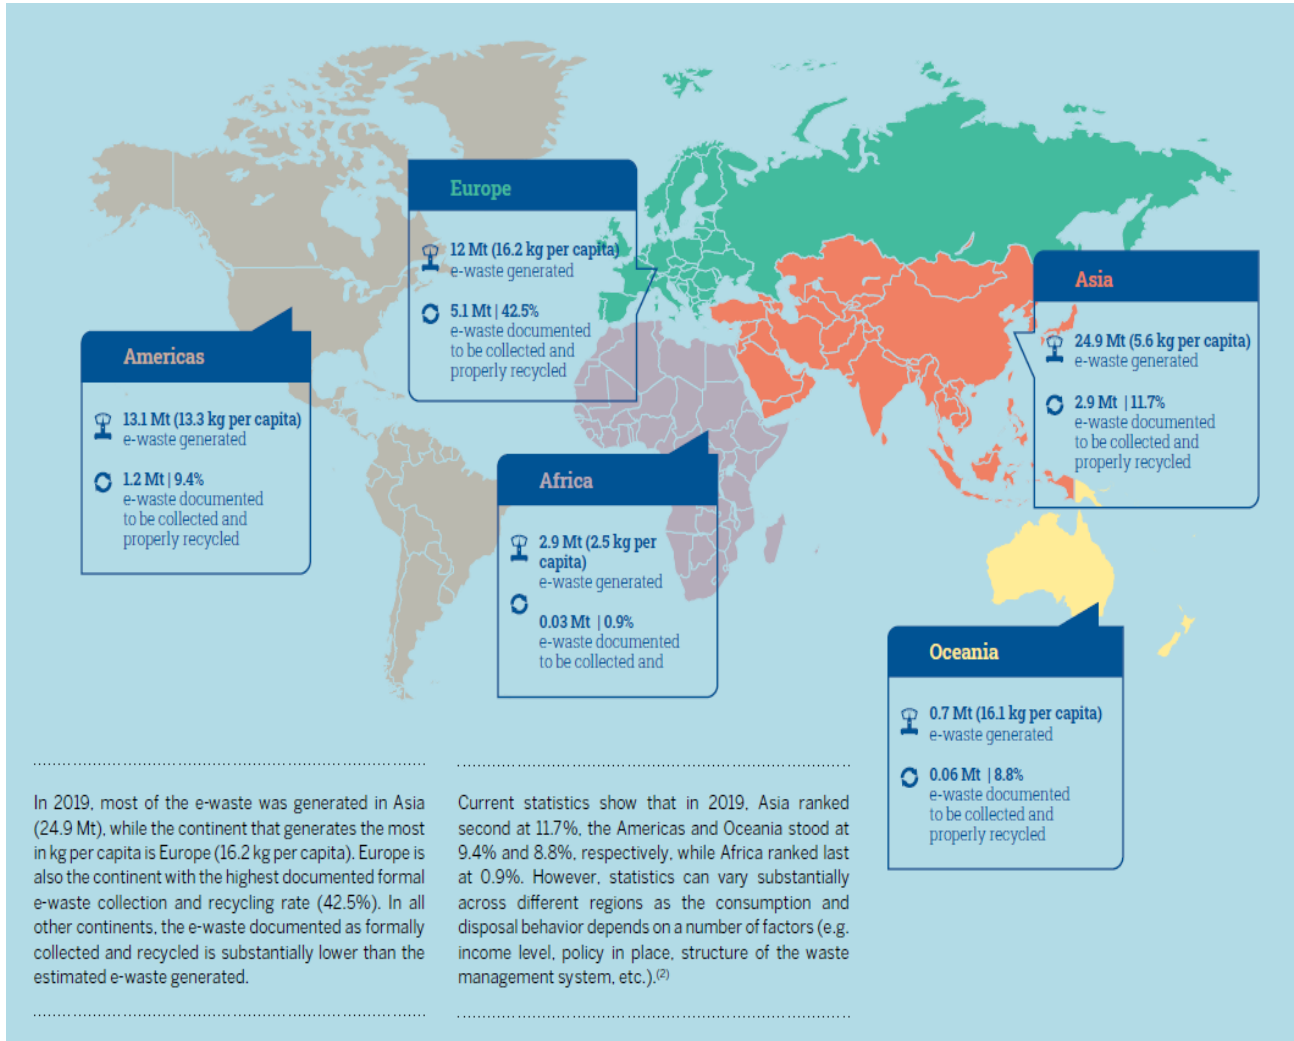 Europe
12 Mt (16.2 kg per capita)
e-waste generated
5.1 Mt | 42.5%
e-waste documented
to be collected and
properly recycled
Asia
24.9 Mt (5.6 kg per capita)
e-waste generated
2.9 Mt | 11.7%
e-waste documented
to be collected and
properly recycled
Americas
13.1 Mt (13.3 kg per capita)
e-waste generated
1.2 Mt | 9.4%
e-waste documented
to be collected and
properly recycled
Africa
2.9 Mt (2.5 kg per
capita)
e-waste generated
0.03 Mt | 0.9%
e-waste documented
to be collected and
Oceania
0.7 Mt (16.1 kg per capita)
e-waste generated
0.06 Mt | 8.8%
e-waste documented
to be collected and
properly recycled
In 2019, most of the e-waste was generated in Asia
(24.9 Mt), while the continent that generates the most
in kg per capita is Europe (16.2 kg per capita). Europe is
also the continent with the highest documented formal
e-waste collection and recycling rate (42.5%). In all
other continents, the e-waste documented as formally
collected and recycled is substantially lower than the
estimated e-waste generated.
Current statistics show that in 2019, Asia ranked
second at 11.7%, the Americas and Oceania stood at
9.4% and 8.8%, respectively, while Africa ranked last
at 0.9%. However, statistics can vary substantially
across different regions as the consumption and
disposal behavior depends on a number of factors (e.g.
income level, policy in place, structure of the waste
management system, etc.).(2)